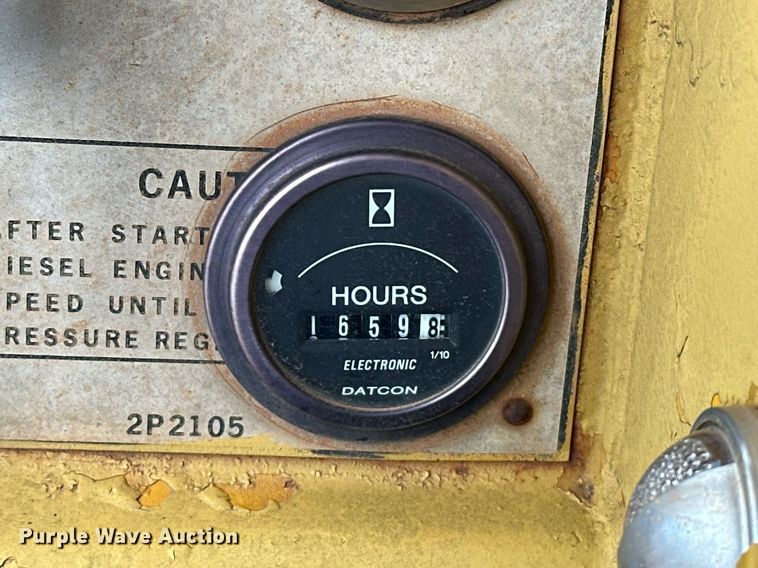 CAUT
AFTER START
IESEL ENGIN
PEED UNTIL
RESSURE REG
HOURS
1 6 5 9 8
1/10
ELECTRONIC
DATCON
2P2105
Purple Wave Auction